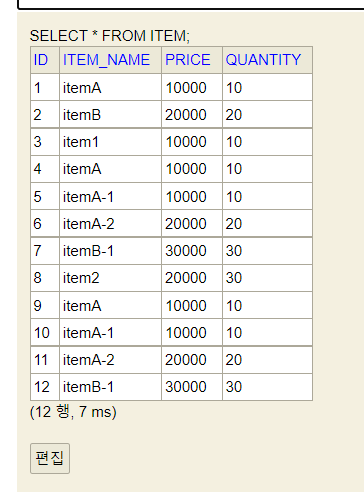 SELECT * FROM ITEM;
ID ITEM_NAME PRICE QUANTITY
1 itemA 10000 10
2 itemB 20000 20
3 item1 10000 10
4 itemA 10000 10
5 itemA-1 10000 10
6 itemA-2 20000 20
7 itemB-1 30000 30
8 item2 20000 30
9 itemA 10000 10
10 itemA-1 10000 10
11 itemA-2 20000 20
12 itemB-1 30000 30
(12 행, 7 ms)
편집